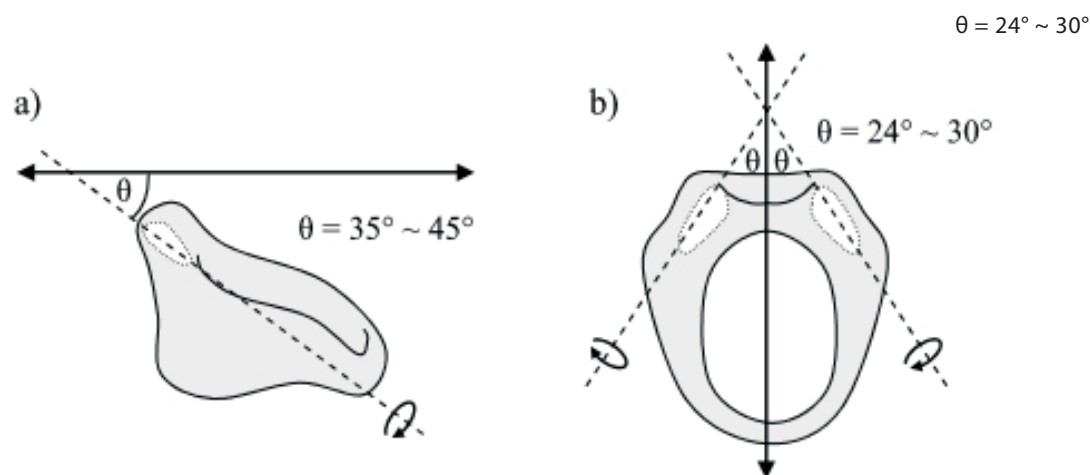 θ = 24° ~ 30°
a)
θ
θ = 35° ~ 45°
b)
θ = 24° ~ 30°
θ θ